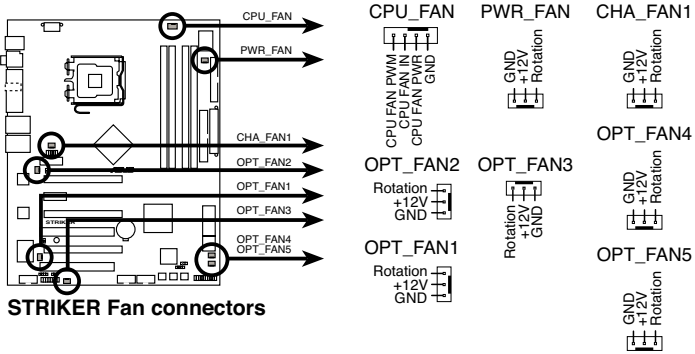 CPU_FAN
PWR_FAN
CHA_FAN1
OPT_FAN2
OPT_FAN1
OPT_FAN3
OPT_FAN4
OPT_FAN5
STRIKER
STRIKER Fan connectors
CPU_FAN
CPU FAN PWM
CPU FAN IN
CPU FAN PWR
GND
PWR_FAN
GND
+12V
Rotation
CHA_FAN1
GND
+12V
Rotation
OPT_FAN4
GND
+12V
Rotation
OPT_FAN2
Rotation
+12V
GND
OPT_FAN3
Rotation
+12V
GND
OPT_FAN1
Rotation
+12V
GND
OPT_FAN5
GND
+12V
Rotation